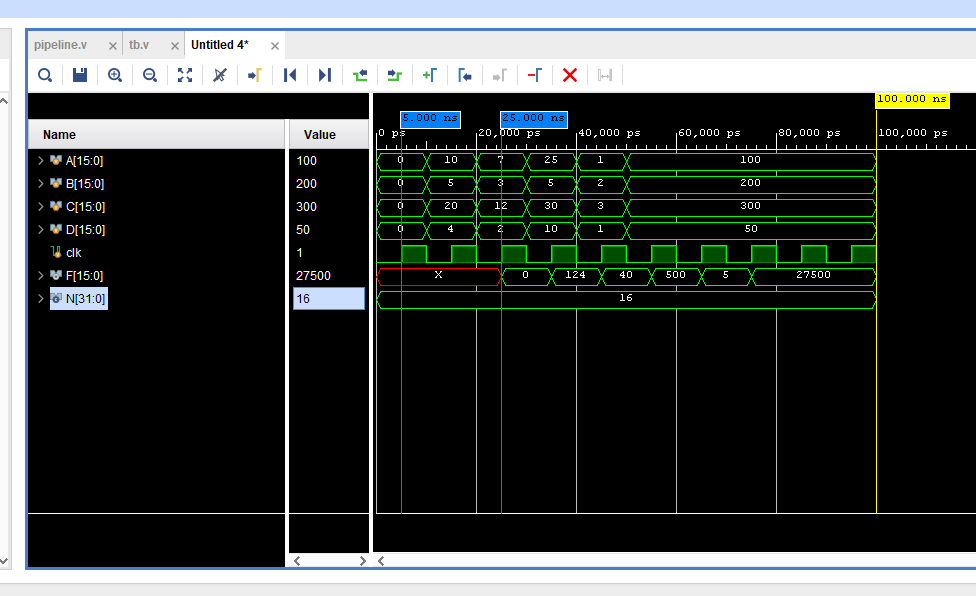 pipeline.v
tb.v
Untitled 4*
100.000 ns
5.000 ns
25.000 ns
Name
Value
0 ps
20,000 ps
40,000 ps
60,000 ps
80,000 ps
100,000 ps
A[15:0]
100
0 10 7 25 1 100
B[15:0]
200
0 5 3 5 2 200
C[15:0]
300
0 20 12 30 3 300
D[15:0]
50
0 4 2 10 1 50
clk
1
F[15:0]
27500
X 0 124 40 500 5 27500
N[31:0]
16
16